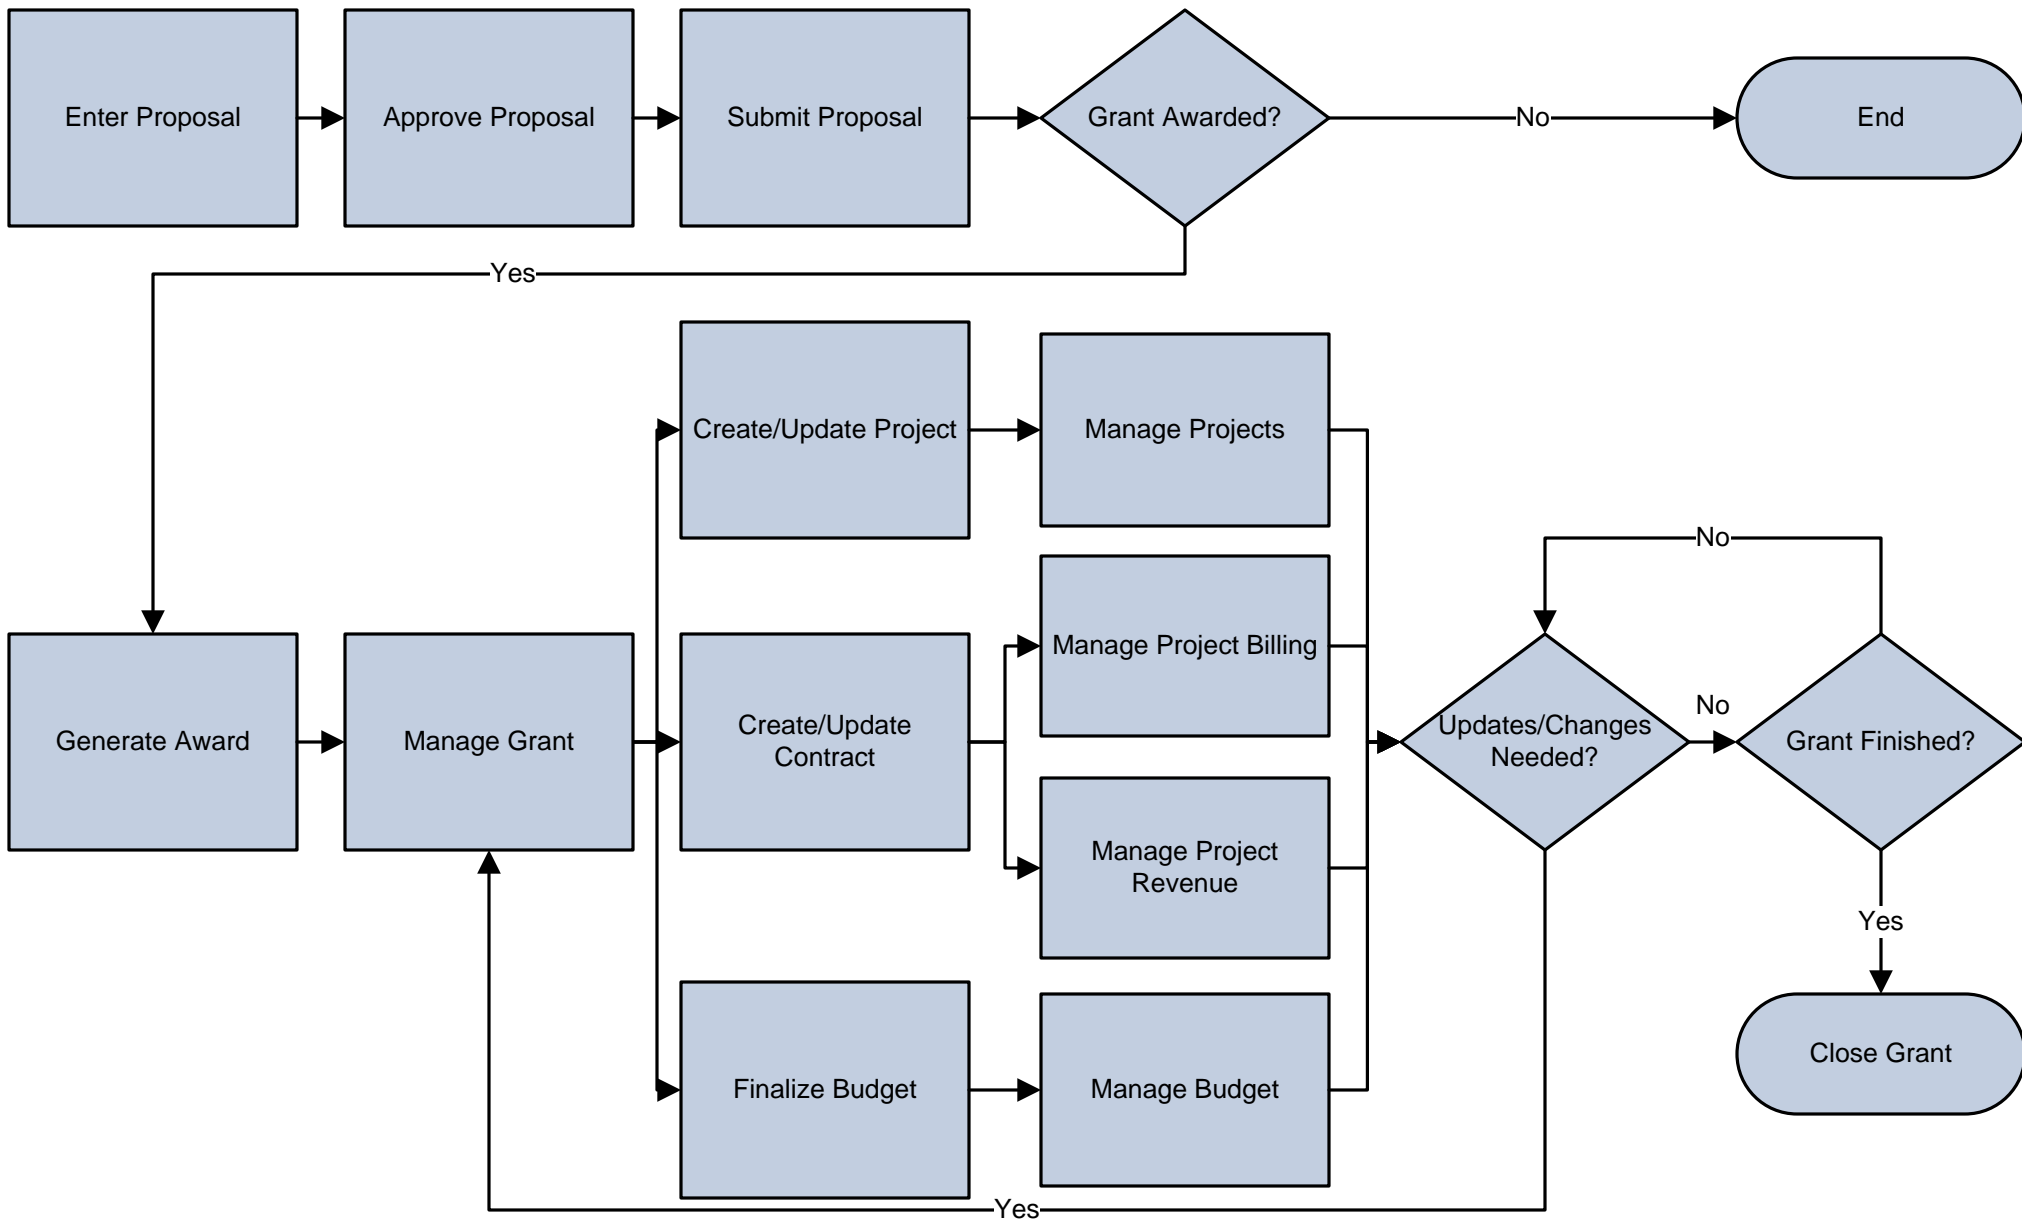 Enter Proposal
Approve Proposal
Submit Proposal
Grant Awarded?
No
End
Yes
Create/Update Project
Manage Projects
No
Manage Project Billing
Generate Award
Manage Grant
Create/Update
Contract
Updates/Changes
Needed?
No
Grant Finished?
Manage Project
Revenue
Yes
Finalize Budget
Manage Budget
Close Grant
Yes